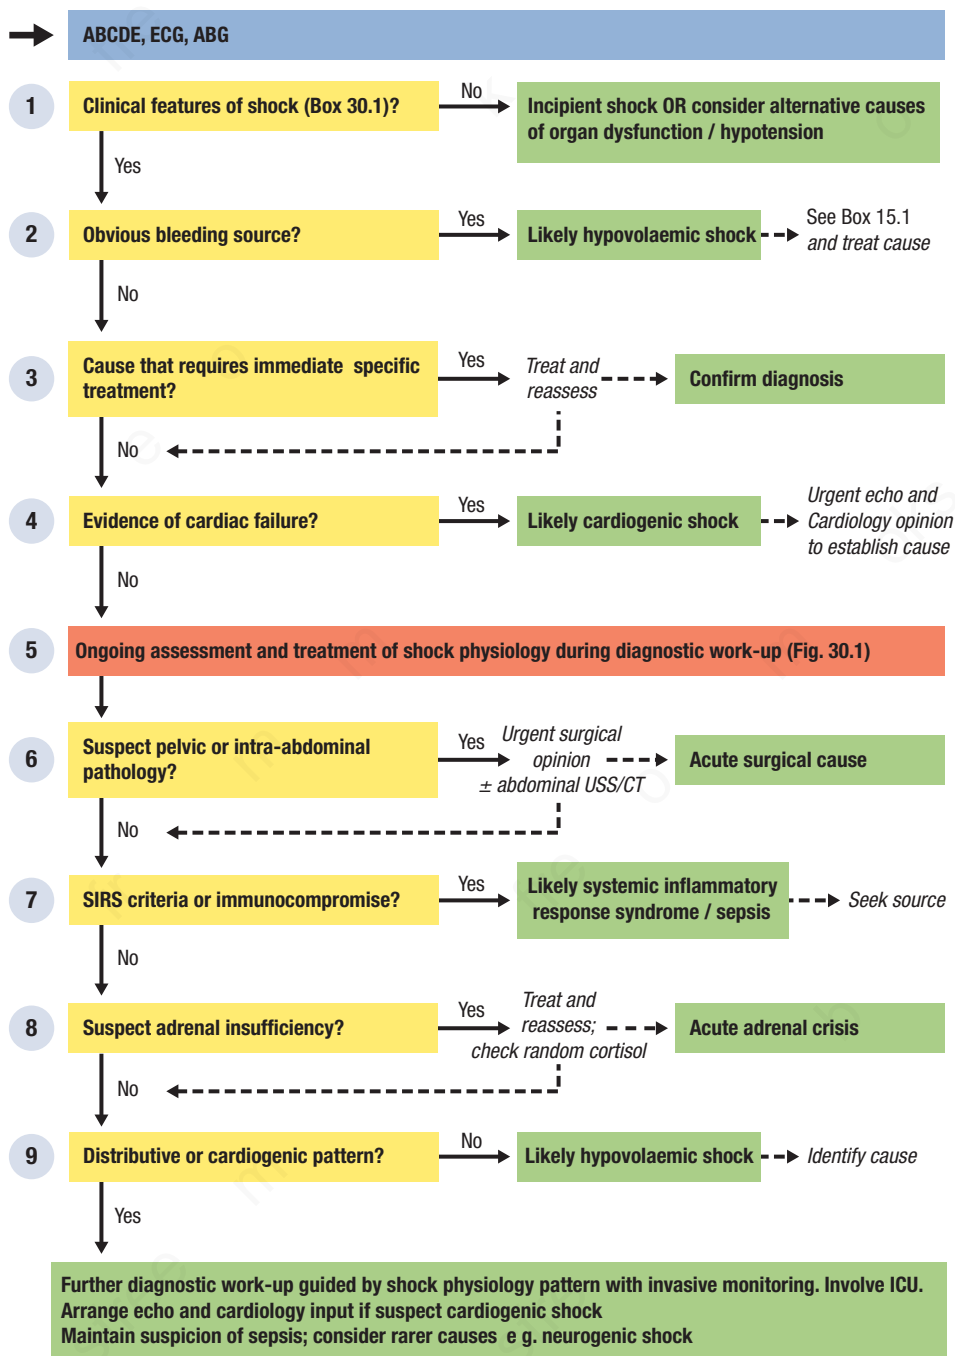 ABCDE, ECG, ABG
1
Clinical features of shock (Box 30.1)?
No
Incipient shock OR consider alternative causes
of organ dysfunction / hypotension
Yes
2
Obvious bleeding source?
Yes
Likely hypovolaemic shock
See Box 15.1
and treat cause
No
3
Cause that requires immediate specific
treatment?
Yes
Treat and
reassess
Confirm diagnosis
No
4
Evidence of cardiac failure?
Yes
Likely cardiogenic shock
Urgent echo and
Cardiology opinion
to establish cause
No
5
Ongoing assessment and treatment of shock physiology during diagnostic work-up (Fig. 30.1)
6
Suspect pelvic or intra-abdominal
pathology?
Yes
Urgent surgical
opinion
± abdominal USS/CT
Acute surgical cause
No
7
SIRS criteria or immunocompromise?
Yes
Likely systemic inflammatory
response syndrome / sepsis
Seek source
No
8
Suspect adrenal insufficiency?
Yes
Treat and
reassess;
check random cortisol
Acute adrenal crisis
No
9
Distributive or cardiogenic pattern?
No
Likely hypovolaemic shock
Identify cause
Yes
Further diagnostic work-up guided by shock physiology pattern with invasive monitoring. Involve ICU.
Arrange echo and cardiology input if suspect cardiogenic shock
Maintain suspicion of sepsis; consider rarer causes e g. neurogenic shock